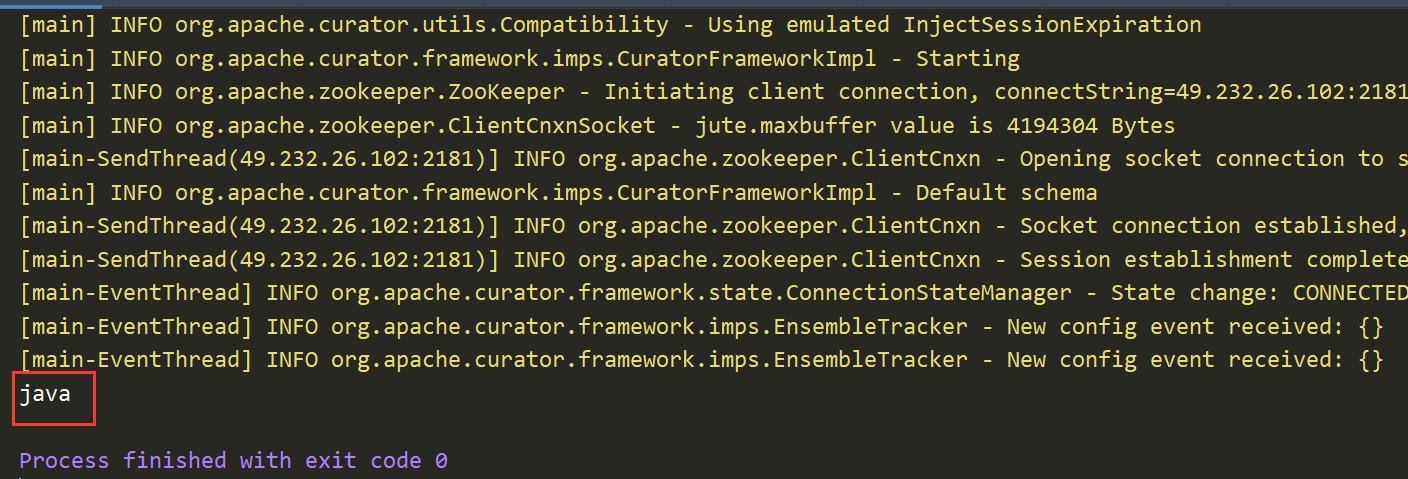 [main] INFO org.apache.curator.utils.Compatibility - Using emulated InjectSessionExpiration
[main] INFO org.apache.curator.framework.imps.CuratorFrameworkImpl - Starting
[main] INFO org.apache.zookeeper.ZooKeeper - Initiating client connection, connectString=49.232.26.102:2181
[main] INFO org.apache.zookeeper.ClientCnxnSocket - jute.maxbuffer value is 4194304 Bytes
[main-SendThread(49.232.26.102:2181)] INFO org.apache.zookeeper.ClientCnxn - Opening socket connection to s
[main] INFO org.apache.curator.framework.imps.CuratorFrameworkImpl - Default schema
[main-SendThread(49.232.26.102:2181)] INFO org.apache.zookeeper.ClientCnxn - Socket connection established,
[main-SendThread(49.232.26.102:2181)] INFO org.apache.zookeeper.ClientCnxn - Session establishment complete
[main-EventThread] INFO org.apache.curator.framework.state.ConnectionStateManager - State change: CONNECTED
[main-EventThread] INFO org.apache.curator.framework.imps.EnsembleTracker - New config event received: {}
[main-EventThread] INFO org.apache.curator.framework.imps.EnsembleTracker - New config event received: {}
java
Process finished with exit code 0